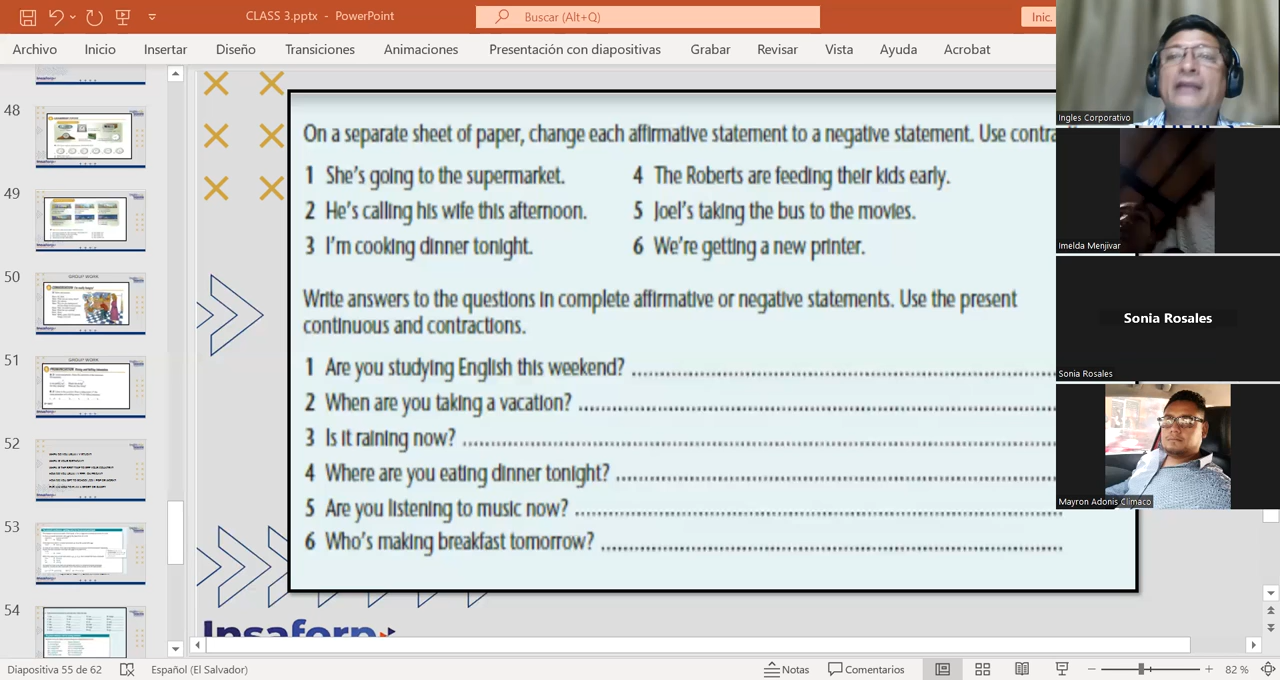 CLASS 3.pptx - PowerPoint
Buscar (Alt+Q)
Inic.
Archivo Inicio Insertar Diseño Transiciones Animaciones Presentación con diapositivas Grabar Revisar Vista Ayuda Acrobat
48
49
50
51
52
53
54
On a separate sheet of paper, change each affirmative statement to a negative statement. Use
1 She's going to the supermarket.
2 He's calling his wife this afternoon.
3 I'm cooking dinner tonight.
4 The Roberts are feeding their kids early.
5 Joel's taking the bus to the movies.
6 We're getting a new printer.
Write answers to the questions in complete affirmative or negative statements. Use the present
continuous and contractions.
1 Are you studying English this weekend?
2 When are you taking a vacation?
3 Is it raining now?
4 Where are you eating dinner tonight?
5 Are you listening to music now?
6 Who's making breakfast tomorrow?
Insaforp
Ingles Corporativo
Imelda Menjivar
Sonia Rosales
Sonia Rosales
Mayron Adonis Climaco
Diapositiva 55 de 62 Español (El Salvador) Notas Comentarios 82 %